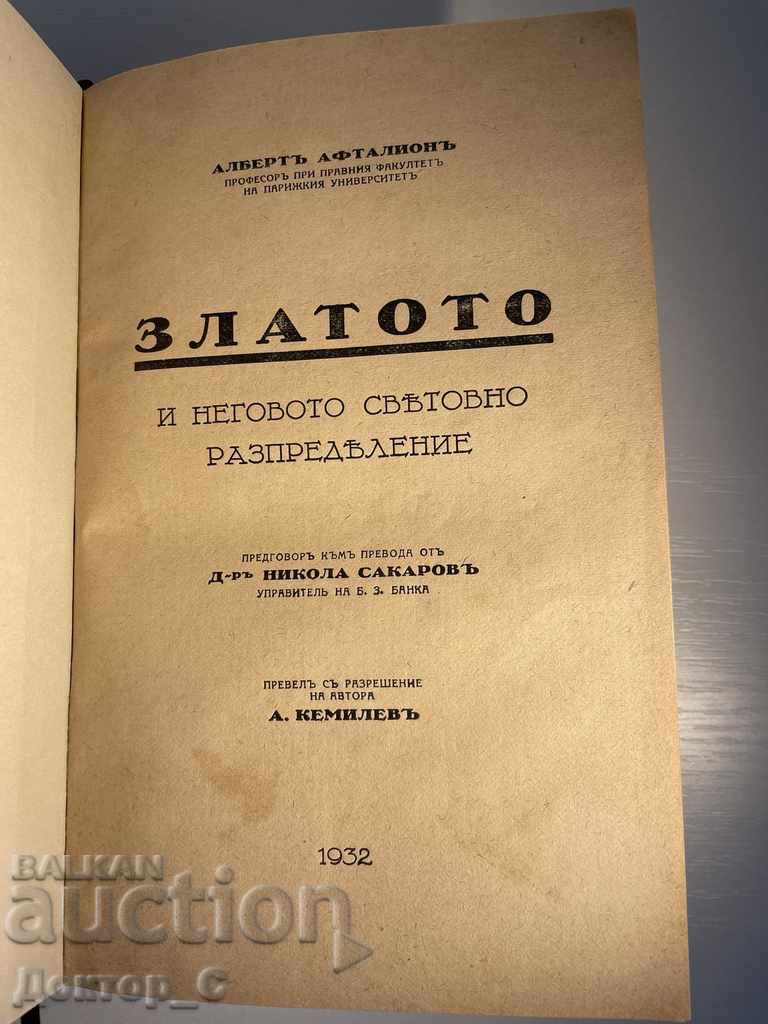 АЛБЕРТЪ АФТАЛИОНЪ
ПРОФЕСОРЪ ПРИ ПРАВНИЯ ФАКУЛТЕТЪ
НА ПАРИЖКИЯ УНИВЕРСИТЕТЪ
ЗЛАТОТО
И НЕГОВОТО СВѢТОВНО
РАЗПРЕДѢЛЕНИЕ
ПРЕДГОВОРЪ КЪМЪ ПРЕВОДА ОТЪ
Д-РЪ НИКОЛА САКАРОВЪ
УПРАВИТЕЛЬ НА Б. З. БАНКА
ПРЕВЕЛЪ СЪ РАЗРЕШЕНИЕ
НА АВТОРА
А. КЕМИЛЕВЪ
1932
BALKAN
auction
Доктор_С